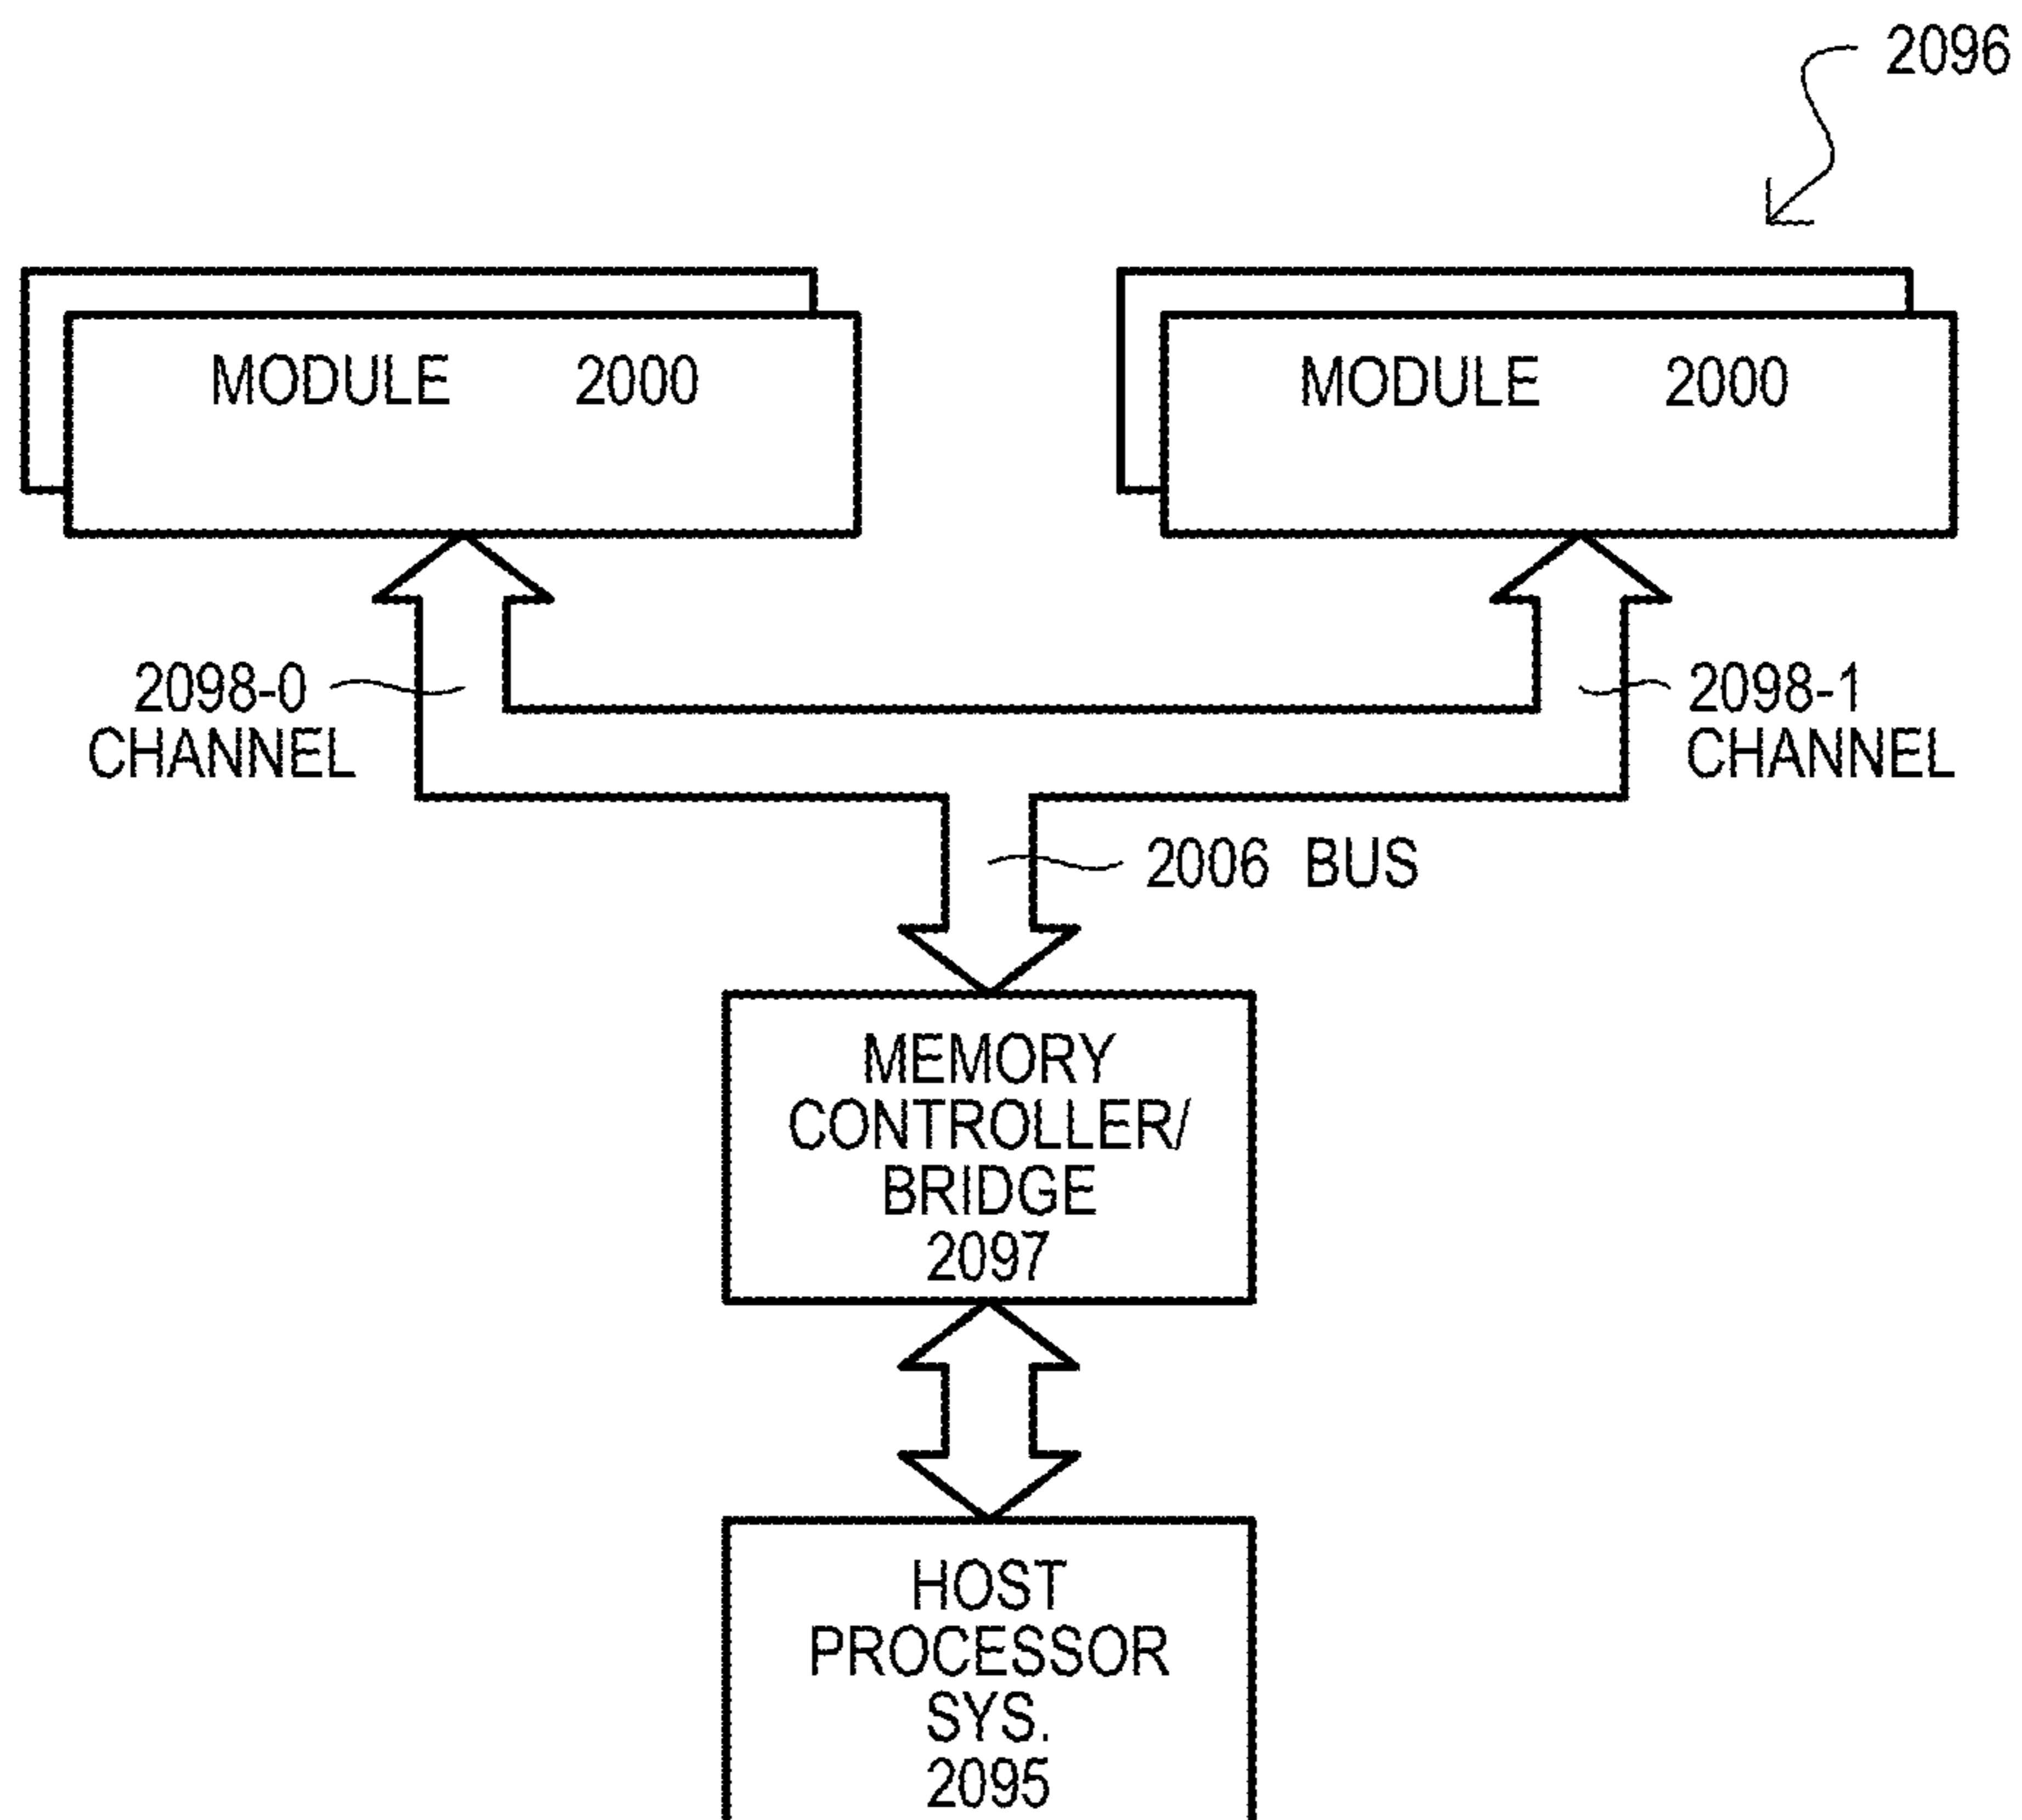 2096
MODULE 2000
MODULE 2000
2098-0
CHANNEL
2098-1
CHANNEL
2006 BUS
MEMORY
CONTROLLER/
BRIDGE
2097
HOST
PROCESSOR
SYS.
2095